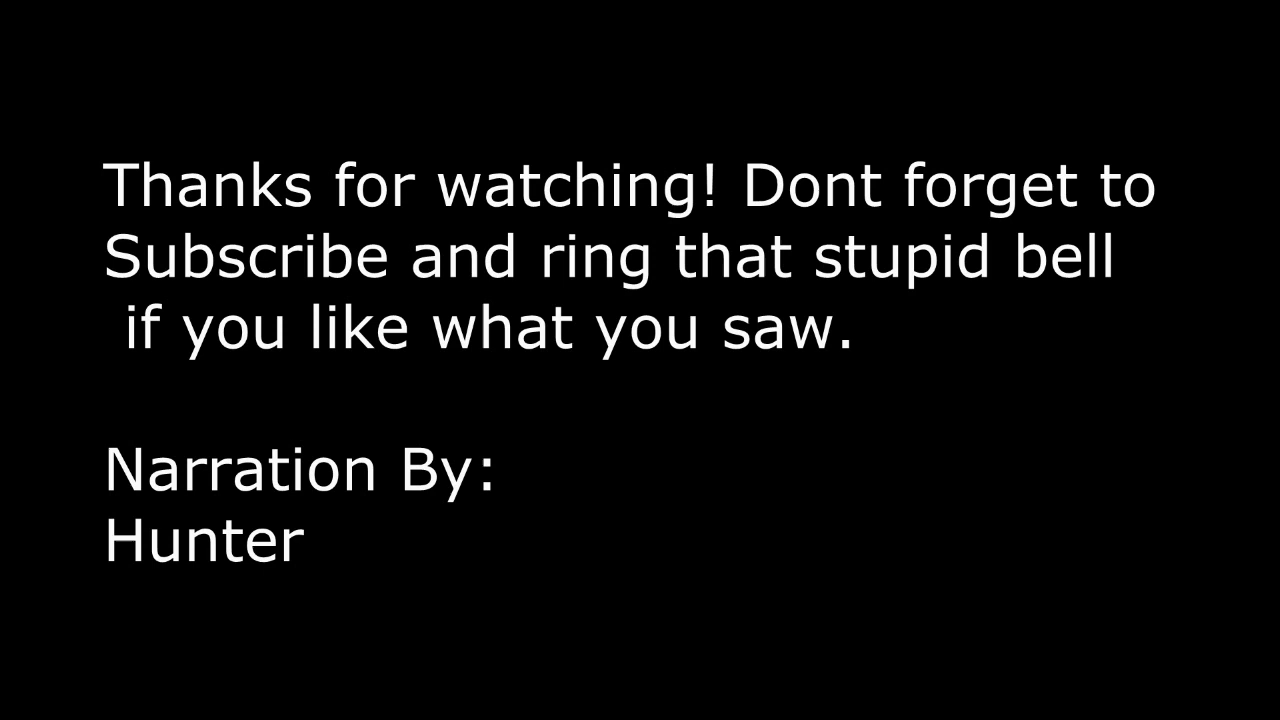 Thanks for watching! Dont forget to
Subscribe and ring that stupid bell
if you like what you saw.
Narration By:
Hunter